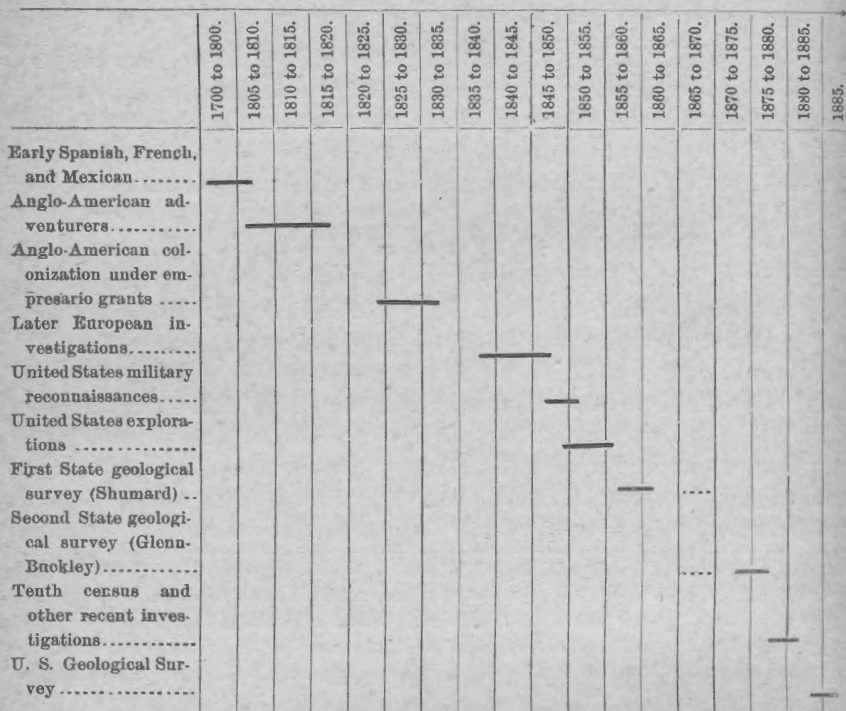 1700 to 1800.
1805 to 1810.
1810 to 1815.
1815 to 1820.
1820 to 1825.
1825 to 1830.
1830 to 1835.
1835 to 1840.
1840 to 1845.
1845 to 1850.
1850 to 1855.
1855 to 1860.
1860 to 1865.
1865 to 1870.
1870 to 1875.
1875 to 1880.
1880 to 1885.
1885.
Early Spanish, French,
and Mexican........
Anglo-American ad-
venturers...........
Anglo-American col-
onization under em-
presario grants .....
Later European in-
vestigations.........
United States military
reconnaissances.....
United States explora-
tions ................
First State geological
survey (Shumard) ..
Second State geologi-
cal survey (Glenn-
Buckley)............
Tenth census and
other recent inves-
tigations............
U. S. Geological Sur-
vey .................